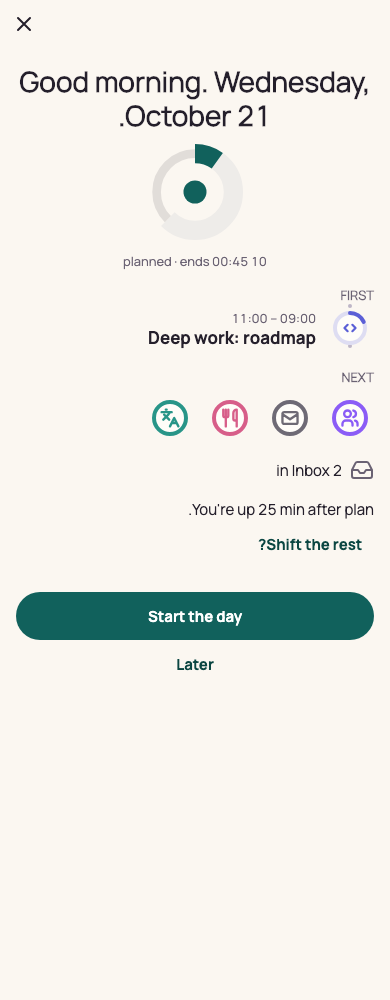 Good morning. Wednesday,
.October 21
planned · ends 00:45 10
FIRST
11:00 – 09:00
Deep work: roadmap
NEXT
in Inbox 2
.You're up 25 min after plan
?Shift the rest
Start the day
Later